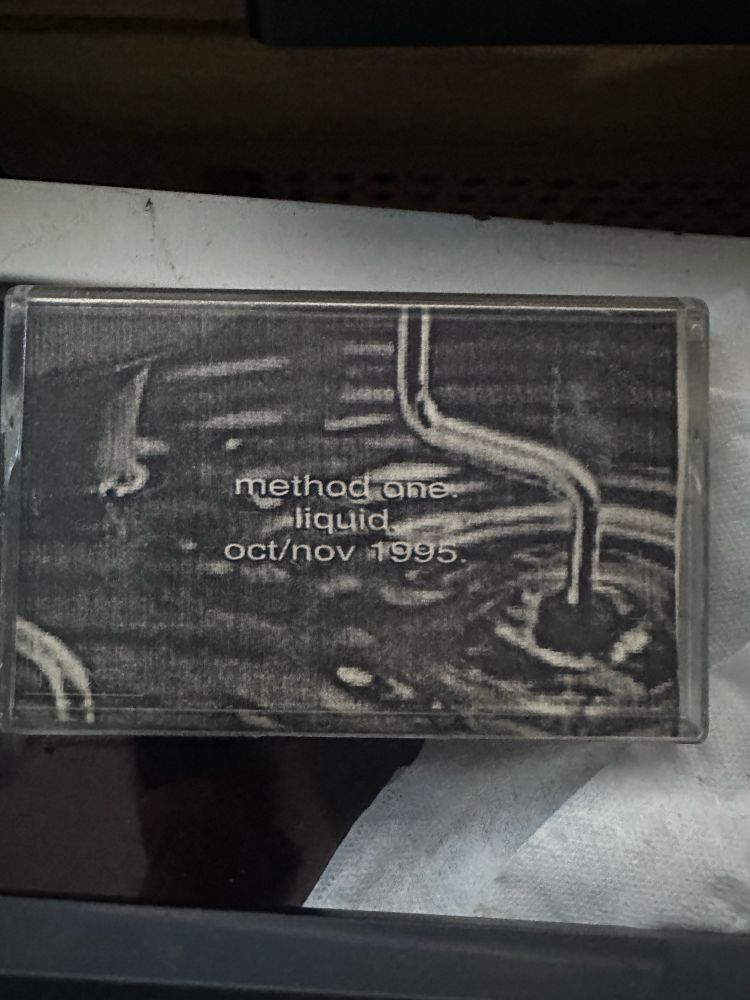 method one.
liquid.
oct/nov 1995.